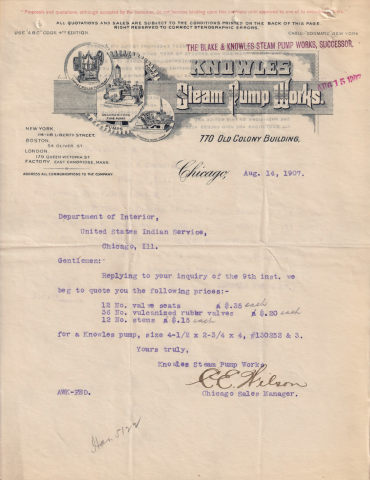 ALL QUOTATIONS AND SALES ARE SUBJECT TO THE CONDITIONS PRINTED ON THE BACK OF THIS PAGE.
RIGHT RESERVED TO CORRECT STENOGRAPHIC ERRORS.
USE "A B C" CODE 4TH EDITION.
THE BLAKE & KNOWLES STEAM PUMP WORKS, SUCCESSOR.
KNOWLES
Steam Pump Works.
770 OLD COLONY BUILDING.
NEW YORK
114-118 LIBERTY STREET.
BOSTON.
54 OLIVER ST.
LONDON.
179 QUEEN VICTORIA ST.
FACTORY, EAST CAMBRIDGE, MASS.
ADDRESS ALL COMMUNICATIONS TO THE COMPANY.
Chicago, Aug. 14, 1907.
Department of Interior,
United States Indian Service,
Chicago, Ill.
Gentlemen:-
Replying to your inquiry of the 9th inst. we
beg to quote you the following prices:-
12 No. valve seats @ $.35 each
36 No. vulcanized rubber valves @ $.20 each
12 No. stems @ $.15 each
for a Knowles pump, size 4-1/2 x 2-3/4 x 4, #130252 & 3.
Yours truly,
Knowles Steam Pump Works
C E Wilson
Chicago Sales Manager.